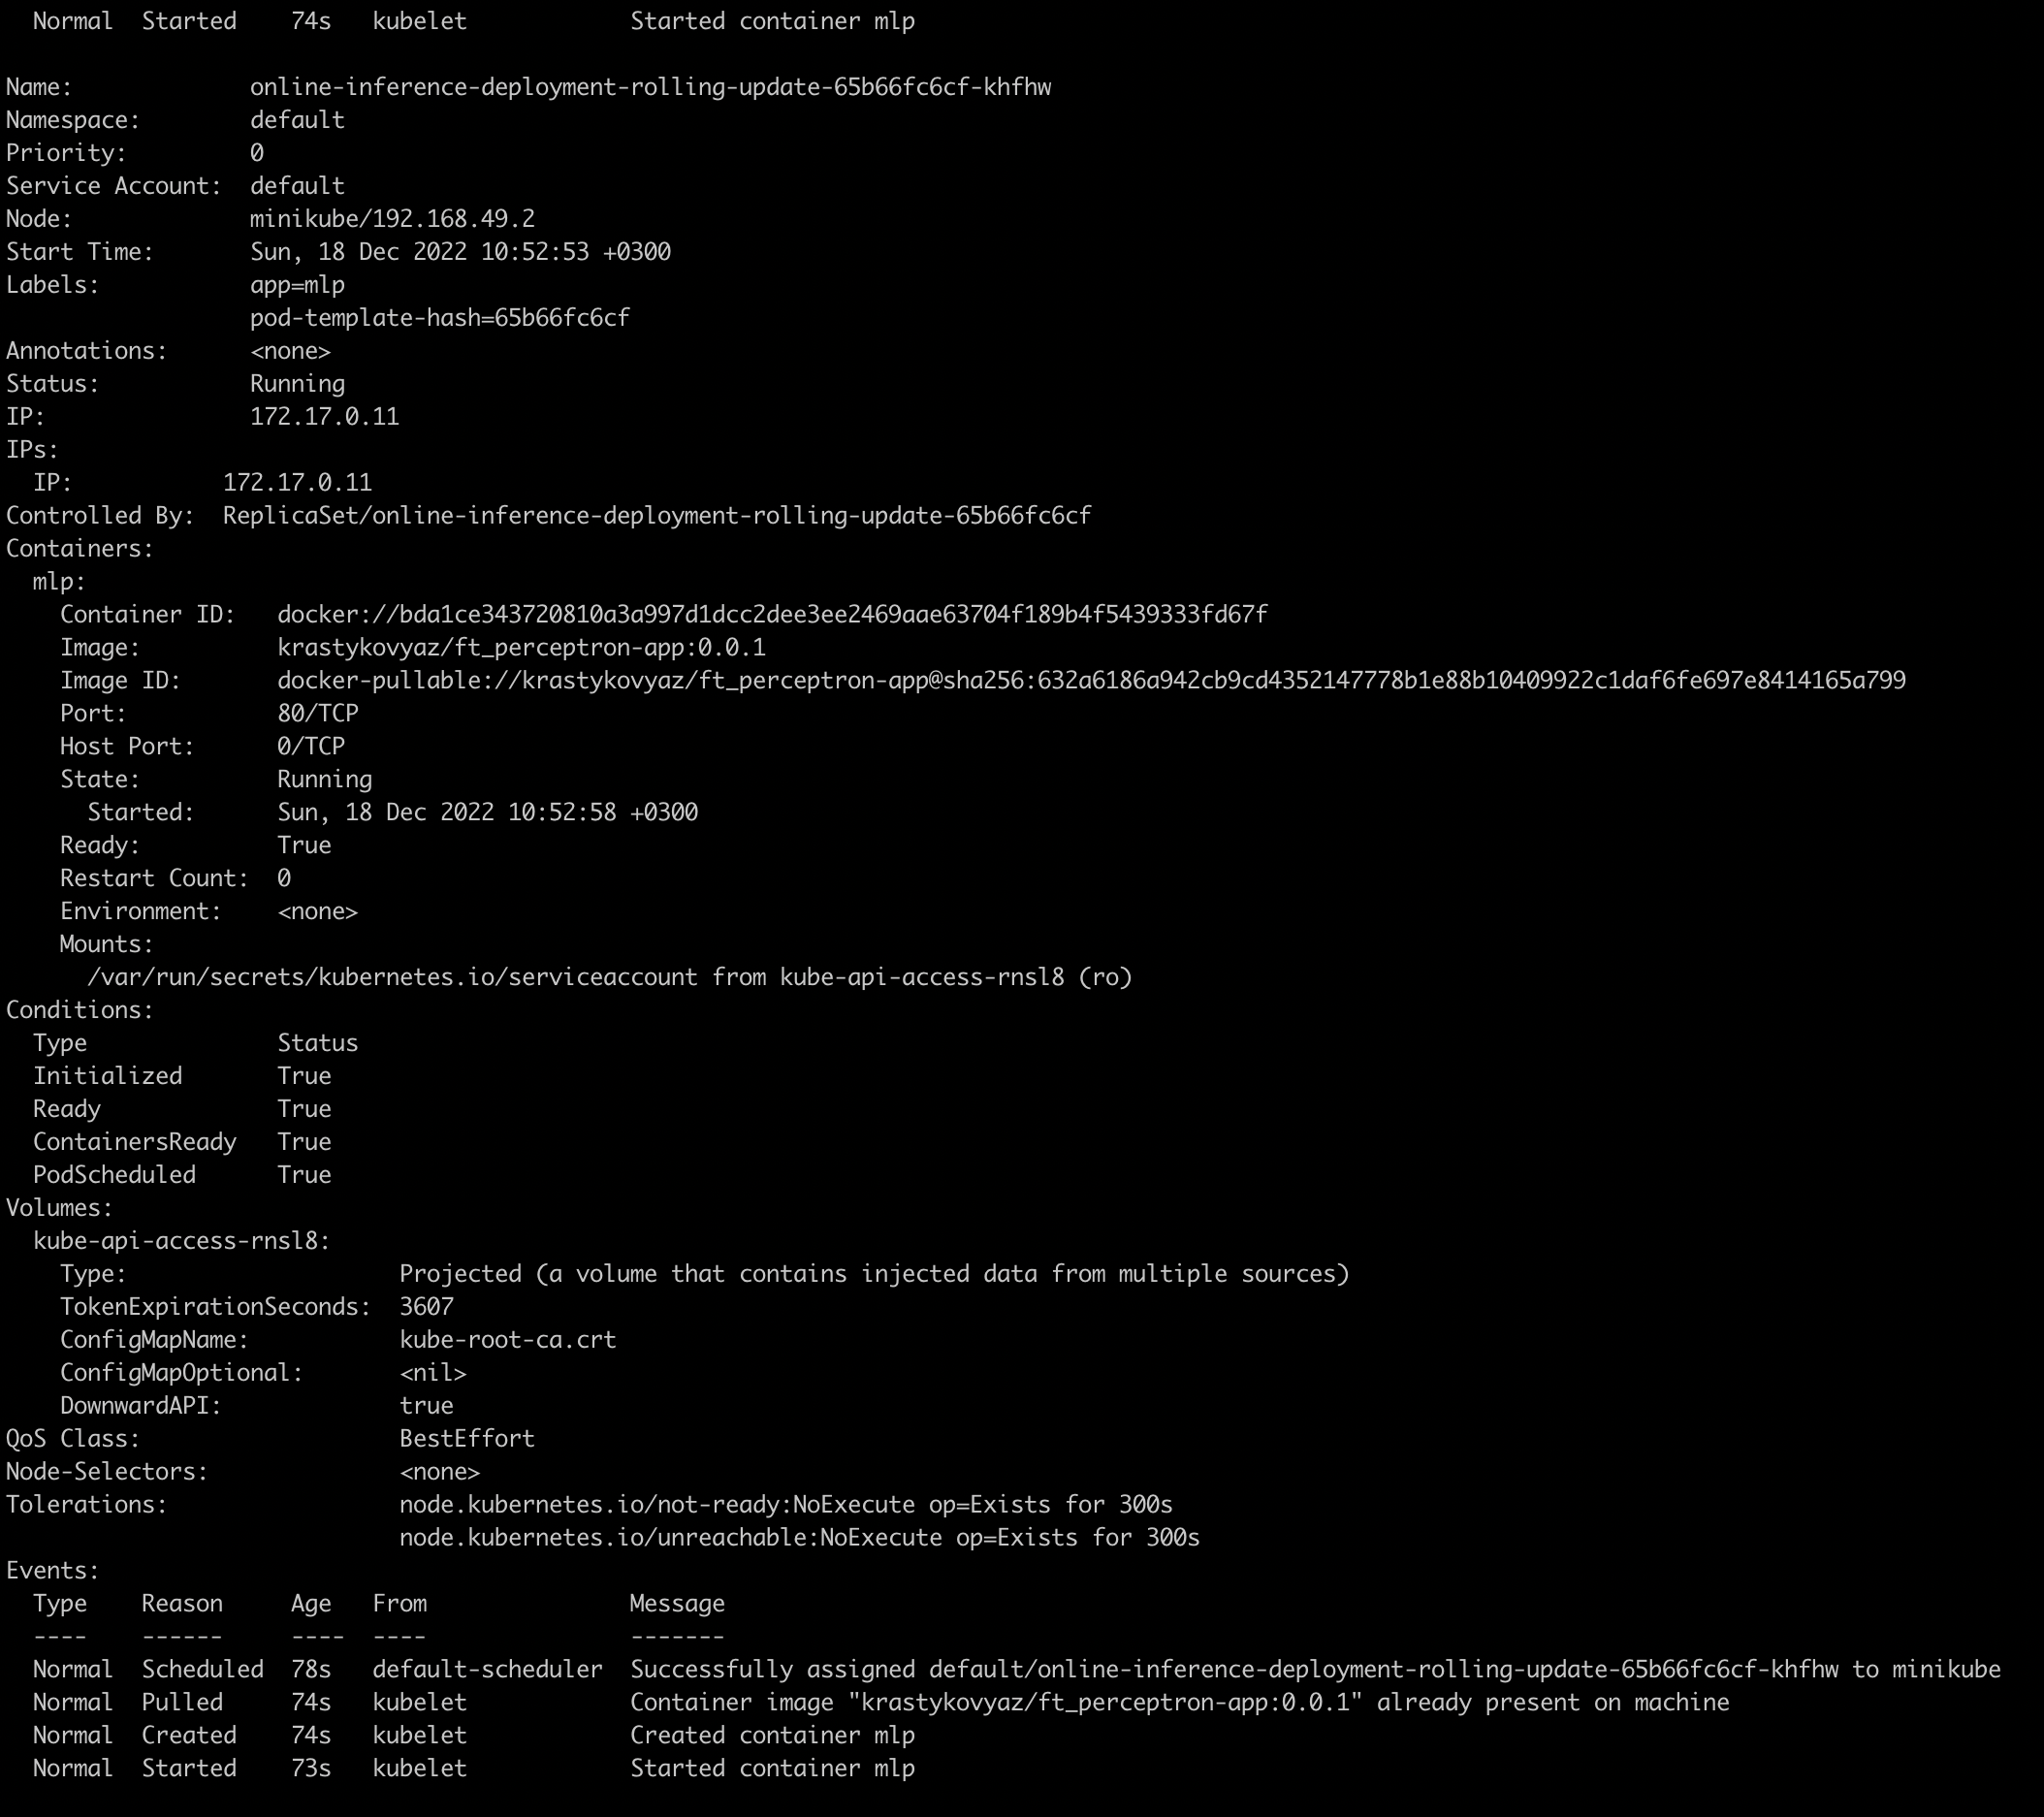 Normal  Started    74s   kubelet            Started container mlp

Name:             online-inference-deployment-rolling-update-65b66fc6cf-khfhw
Namespace:        default
Priority:         0
Service Account:  default
Node:             minikube/192.168.49.2
Start Time:       Sun, 18 Dec 2022 10:52:53 +0300
Labels:           app=mlp
                  pod-template-hash=65b66fc6cf
Annotations:      <none>
Status:           Running
IP:               172.17.0.11
IPs:
  IP:           172.17.0.11
Controlled By:  ReplicaSet/online-inference-deployment-rolling-update-65b66fc6cf
Containers:
  mlp:
    Container ID:   docker://bda1ce343720810a3a997d1dcc2dee3ee2469aae63704f189b4f5439333fd67f
    Image:          krastykovyaz/ft_perceptron-app:0.0.1
    Image ID:       docker-pullable://krastykovyaz/ft_perceptron-app@sha256:632a6186a942cb9cd4352147778b1e88b10409922c1daf6fe697e8414165a799
    Port:           80/TCP
    Host Port:      0/TCP
    State:          Running
      Started:      Sun, 18 Dec 2022 10:52:58 +0300
    Ready:          True
    Restart Count:  0
    Environment:    <none>
    Mounts:
      /var/run/secrets/kubernetes.io/serviceaccount from kube-api-access-rnsl8 (ro)
Conditions:
  Type              Status
  Initialized       True
  Ready             True
  ContainersReady   True
  PodScheduled      True
Volumes:
  kube-api-access-rnsl8:
    Type:                    Projected (a volume that contains injected data from multiple sources)
    TokenExpirationSeconds:  3607
    ConfigMapName:           kube-root-ca.crt
    ConfigMapOptional:       <nil>
    DownwardAPI:             true
QoS Class:                   BestEffort
Node-Selectors:              <none>
Tolerations:                 node.kubernetes.io/not-ready:NoExecute op=Exists for 300s
                             node.kubernetes.io/unreachable:NoExecute op=Exists for 300s
Events:
  Type    Reason     Age   From               Message
  ----    ------     ----  ----               -------
  Normal  Scheduled  78s   default-scheduler  Successfully assigned default/online-inference-deployment-rolling-update-65b66fc6cf-khfhw to minikube
  Normal  Pulled     74s   kubelet            Container image "krastykovyaz/ft_perceptron-app:0.0.1" already present on machine
  Normal  Created    74s   kubelet            Created container mlp
  Normal  Started    73s   kubelet            Started container mlp